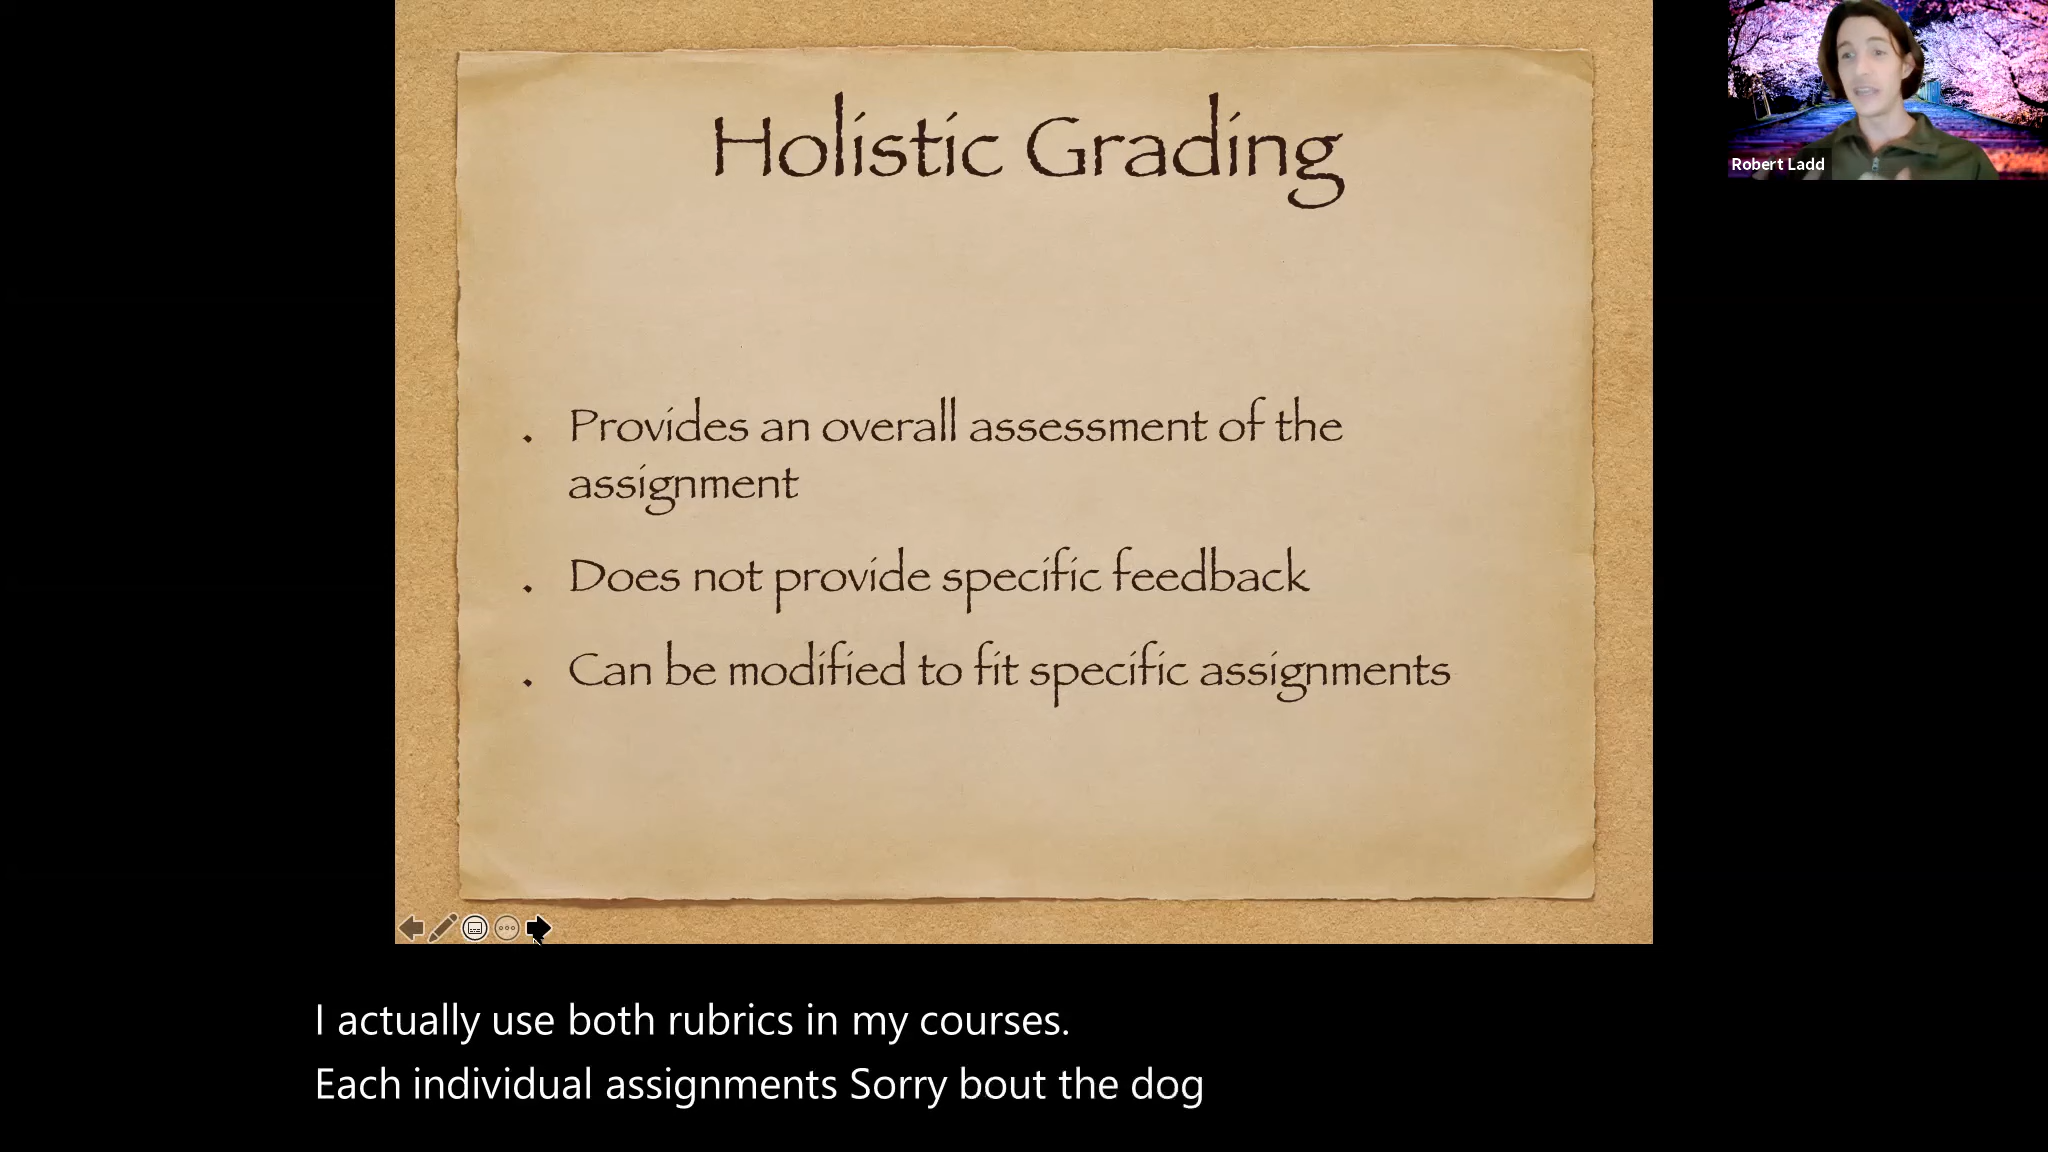 Holistic Grading
Robert Ladd
. Provides an overall assessment of the
assignment
. Does not provide specific feedback
. Can be modified to fit specific assignments
I actually use both rubrics in my courses.
Each individual assignments Sorry bout the dog